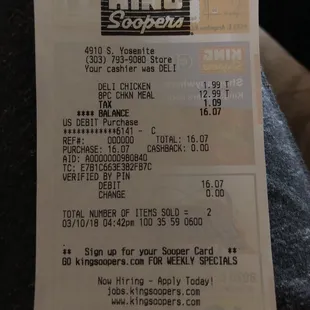 KING
Soopers
4910 S. Yosemite
(303) 793-9080 Store
Your cashier was DELI
DELI CHICKEN 1.99 T
BPC CHKN MEAL 12.99 T
TAX 1.09
**** BALANCE 16.07
US DEBIT Purchase
************6141 - C
REF#: 000000 TOTAL: 16.07
PURCHASE: 16.07 CASHBACK: 0.00
AID: A0000000980840
TC: E7B1C663E3B2FB7C
VERIFIED BY PIN
DEBIT 16.07
CHANGE 0.00
TOTAL NUMBER OF ITEMS SOLD = 2
03/10/18 04:42pm 100 35 59 0600
** Sign up for your Sooper Card **
GO kingsoopers.com FOR WEEKLY SPECIALS
Now Hiring - Apply Today!
jobs.kingsoopers.com
www.kingsoopers.com